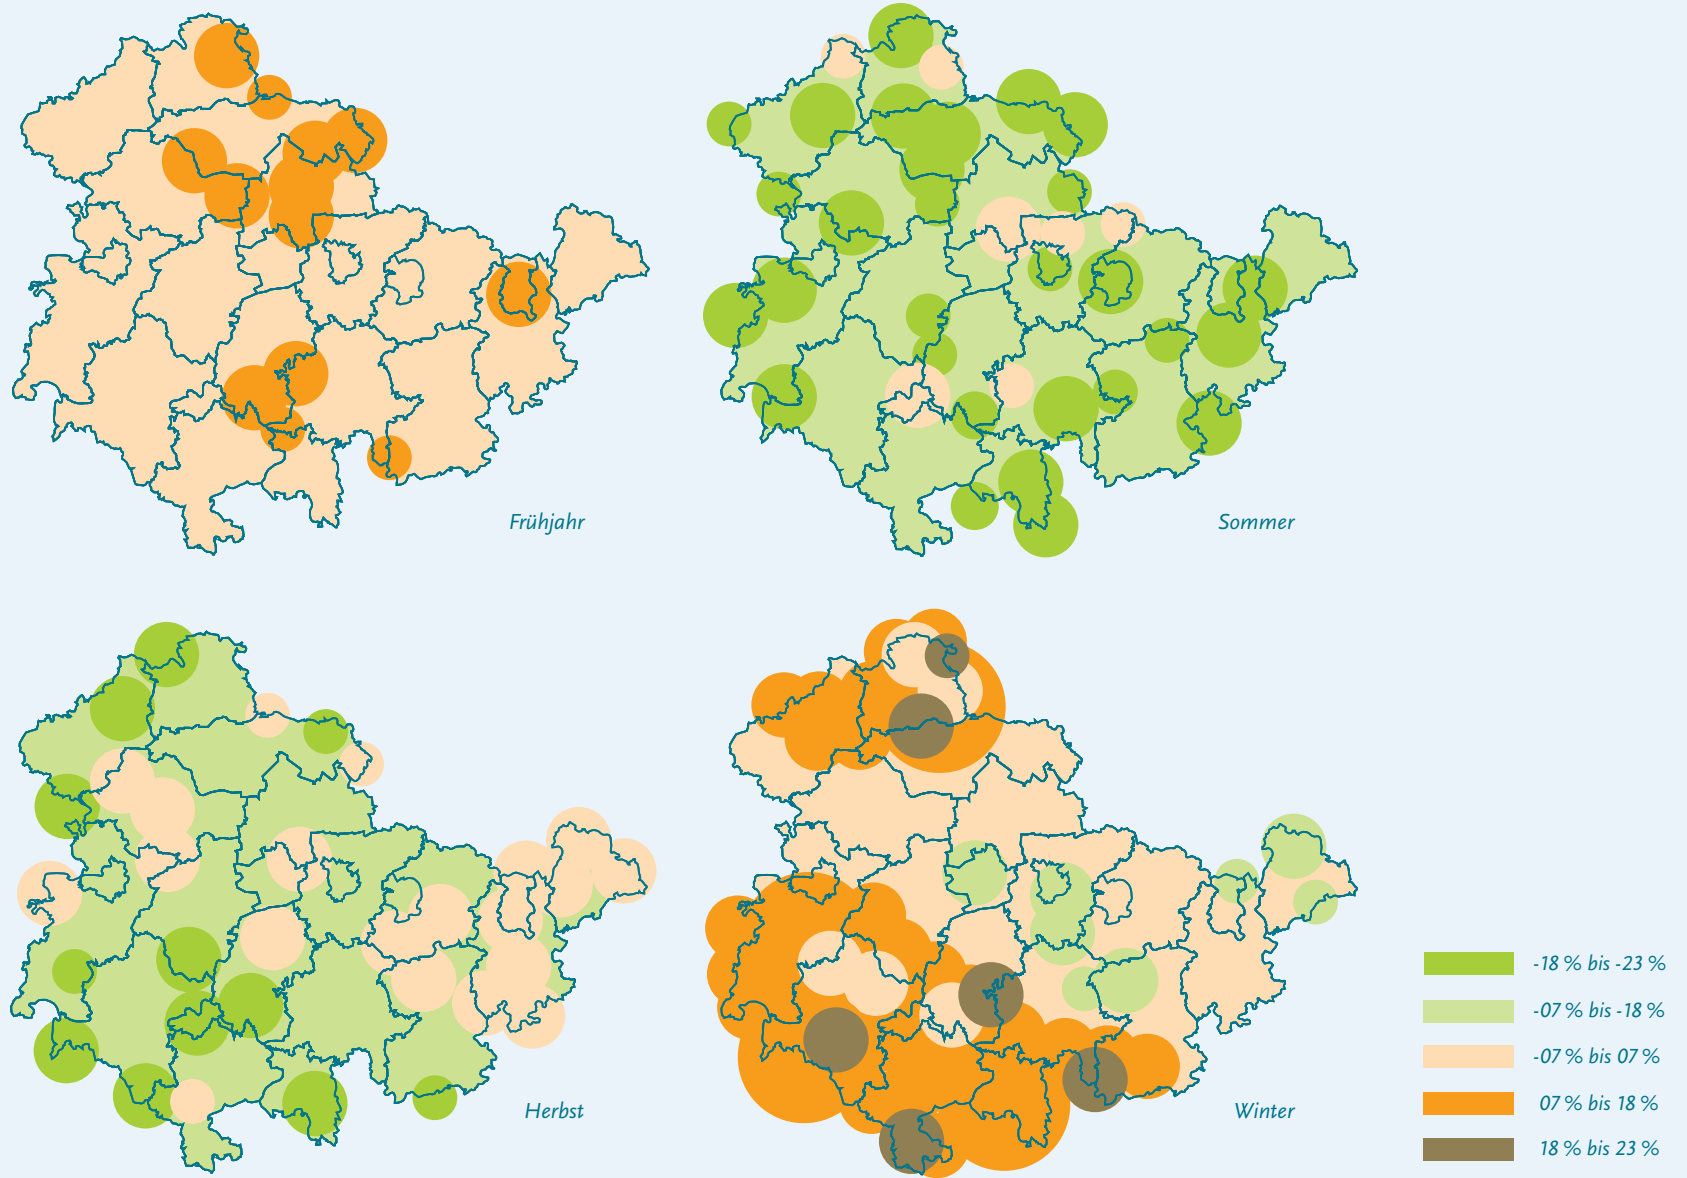 Frühjahr
Sommer
Herbst
Winter
-18 % bis -23 %
-07 % bis -18 %
-07 % bis 07 %
07 % bis 18 %
18 % bis 23 %